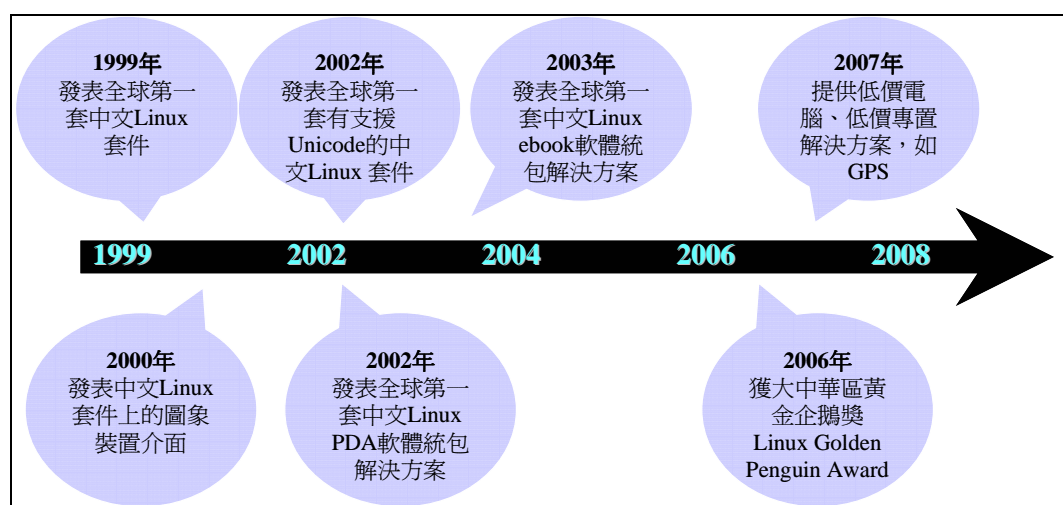 1999年
發表全球第一
套中文Linux
套件
2002年
發表全球第一
套有支援
Unicode的中
文Linux 套件
2003年
發表全球第一
套中文Linux
ebook軟體統
包解決方案
2007年
提供低價電
腦、低價專置
解決方案，如
GPS
1999
2002
2004
2006
2008
2000年
發表中文Linux
套件上的圖象
裝置介面
2002年
發表全球第一
套中文Linux
PDA軟體統包
解決方案
2006年
獲大中華區黃
金企鵝獎
Linux Golden
Penguin Award